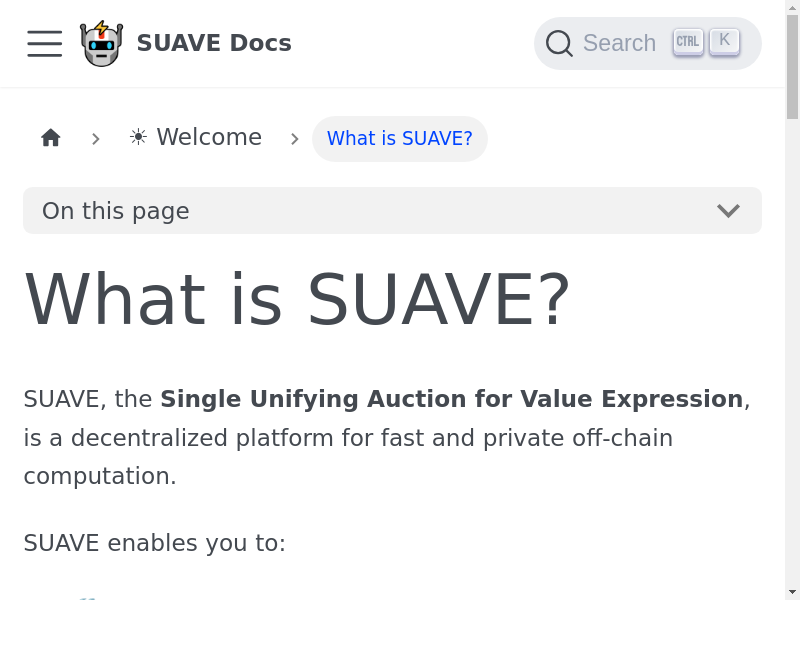 SUAVE Docs
Search CTRL K
☀ Welcome
What is SUAVE?
On this page
What is SUAVE?
SUAVE, the Single Unifying Auction for Value Expression,
is a decentralized platform for fast and private off-chain
computation.
SUAVE enables you to: